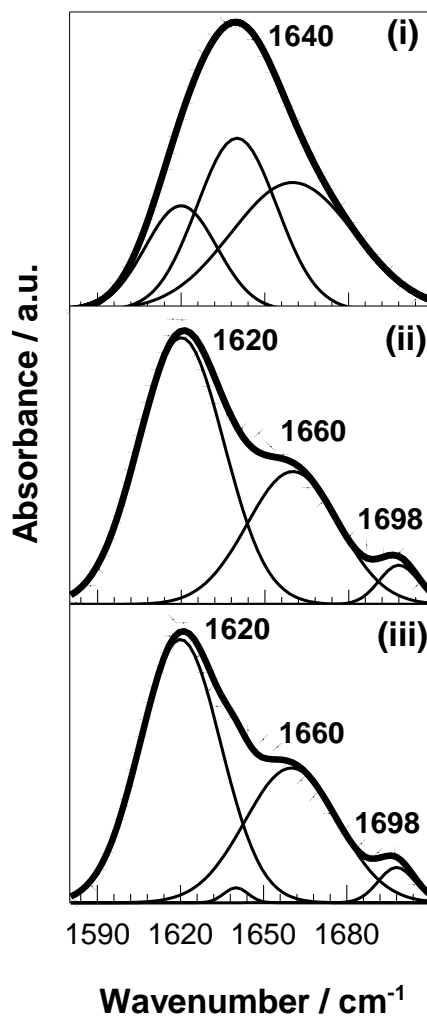 (i)
1640
(ii)
1620
1660
1698
(iii)
1620
1660
1698
Absorbance / a.u.
1590 1620 1650 1680
Wavenumber / cm⁻¹